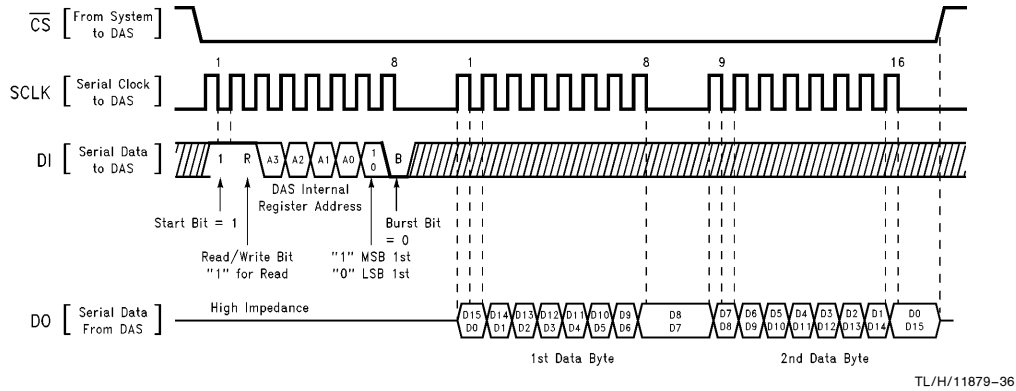 CS [ From System to DAS ]
1 8 1 8 9 16
SCLK [ Serial Clock to DAS ]
DI [ Serial Data to DAS ]
1 R A3 A2 A1 A0 1 0 B
DAS Internal
Register Address
Start Bit = 1
Burst Bit
= 0
Read/Write Bit
"1" for Read
"1" MSB 1st
"0" LSB 1st
DO [ Serial Data From DAS ]
High Impedance
D15 D14 D13 D12 D11 D10 D9 D8 D7 D6 D5 D4 D3 D2 D1 D0
D0 D1 D2 D3 D4 D5 D6 D7 D8 D9 D10 D11 D12 D13 D14 D15
1st Data Byte
2nd Data Byte
TL/H/11879-36